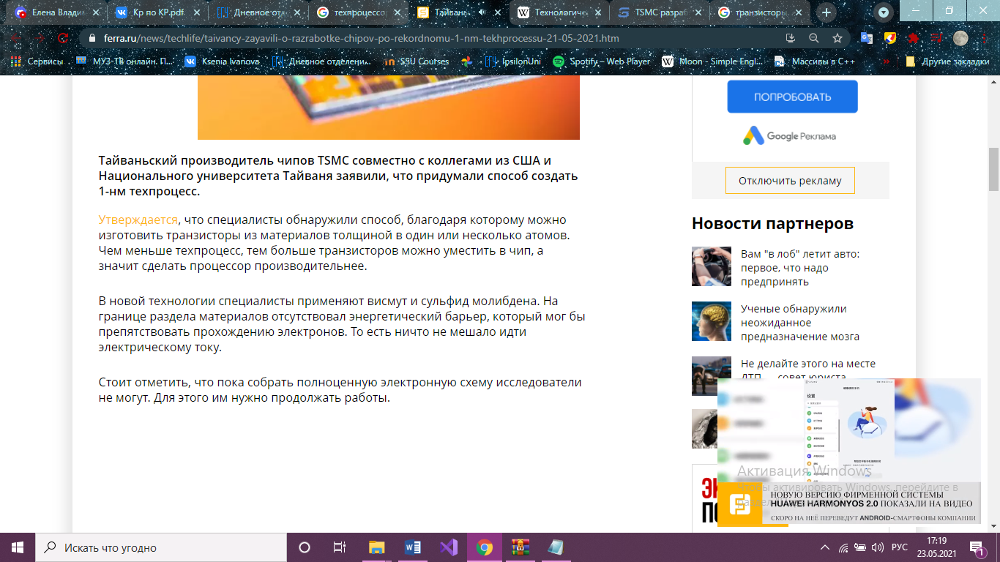 Елена Влади
Кр по КР.pdf
Дневное отд
техпроцессо
Тайвань
Технологиче
TSMC разраб
транзисторы
ferra.ru/news/techlife/taivancy-zayavili-o-razrabotke-chipov-po-rekordnomu-1-nm-tekhprocessu-21-05-2021.htm
Сервисы
МУЗ-ТВ онлайн. П...
Ksenia Ivanova
Дневное отделени...
SSU Courses
IpsilonUni
Spotify – Web Player
Moon - Simple Engl...
Массивы в C++
»
Другие закладки
ПОПРОБОВАТЬ
Google Реклама
Отключить рекламу
Тайваньский производитель чипов TSMC совместно с коллегами из США и
Национального университета Тайваня заявили, что придумали способ создать
1-нм техпроцесс.
Утверждается, что специалисты обнаружили способ, благодаря которому можно
изготовить транзисторы из материалов толщиной в один или несколько атомов.
Чем меньше техпроцесс, тем больше транзисторов можно уместить в чип, а
значит сделать процессор производительнее.
В новой технологии специалисты применяют висмут и сульфид молибдена. На
границе раздела материалов отсутствовал энергетический барьер, который мог бы
препятствовать прохождению электронов. То есть ничто не мешало идти
электрическому току.
Стоит отметить, что пока собрать полноценную электронную схему исследователи
не могут. Для этого им нужно продолжать работы.
Новости партнеров
Вам "в лоб" летит авто:
первое, что надо
предпринять
Ученые обнаружили
неожиданное
предназначение мозга
Не делайте этого на месте
ДТП — совет юриста
设置
Активация Windows
Чтобы активировать Windows, перейдите в
раздел
ЭК
ПО
НОВУЮ ВЕРСИЮ ФИРМЕННОЙ СИСТЕМЫ
HUAWEI HARMONYOS 2.0 ПОКАЗАЛИ НА ВИДЕО
СКОРО НА НЕЁ ПЕРЕВЕДУТ ANDROID-СМАРТФОНЫ КОМПАНИИ
Искать что угодно
РУС
17:19
23.05.2021
1